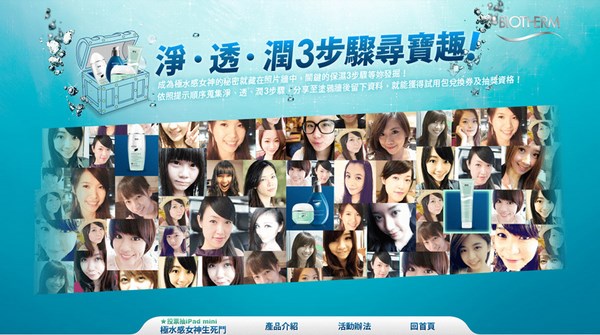 BIOTHERM
淨·透·潤3步驟尋寶趣!
成為極水感女神的秘密就藏在照片牆中,關鍵的保濕3步驟等妳發掘!
依照提示順序蒐集淨、透、潤3步驟,分享至塗鴉牆後留下資料,就能獲得試用包兌換券及抽獎資格!
★投票抽iPad mini
極水感女神生死鬥
產品介紹
活動辦法
回首頁